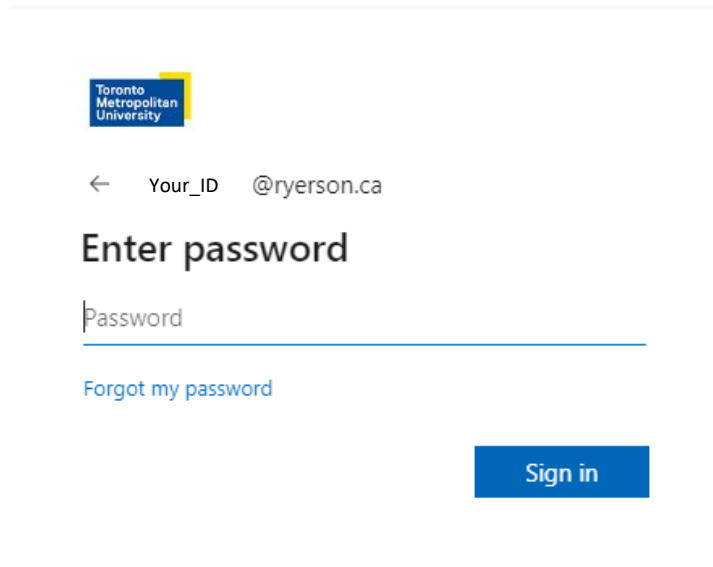 Toronto
Metropolitan
University
← Your_ID @ryerson.ca
Enter password
Password
Forgot my password
Sign in